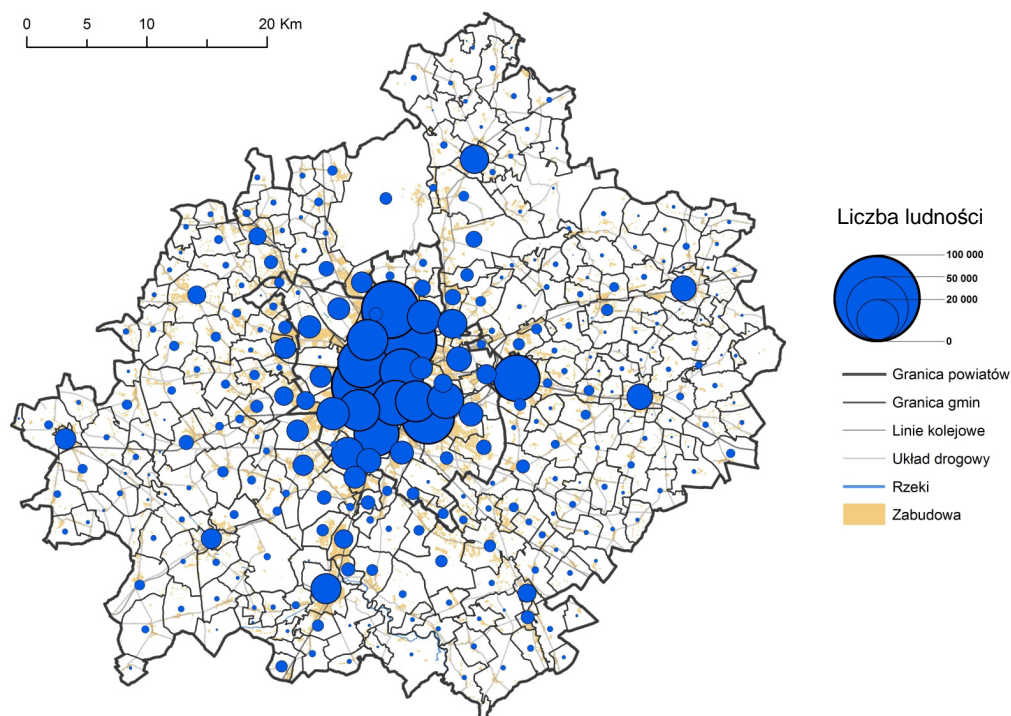 0 5 10 20 Km
Liczba ludności
100 000
50 000
20 000
0
Granica powiatów
Granica gmin
Linie kolejowe
Układ drogowy
Rzeki
Zabudowa